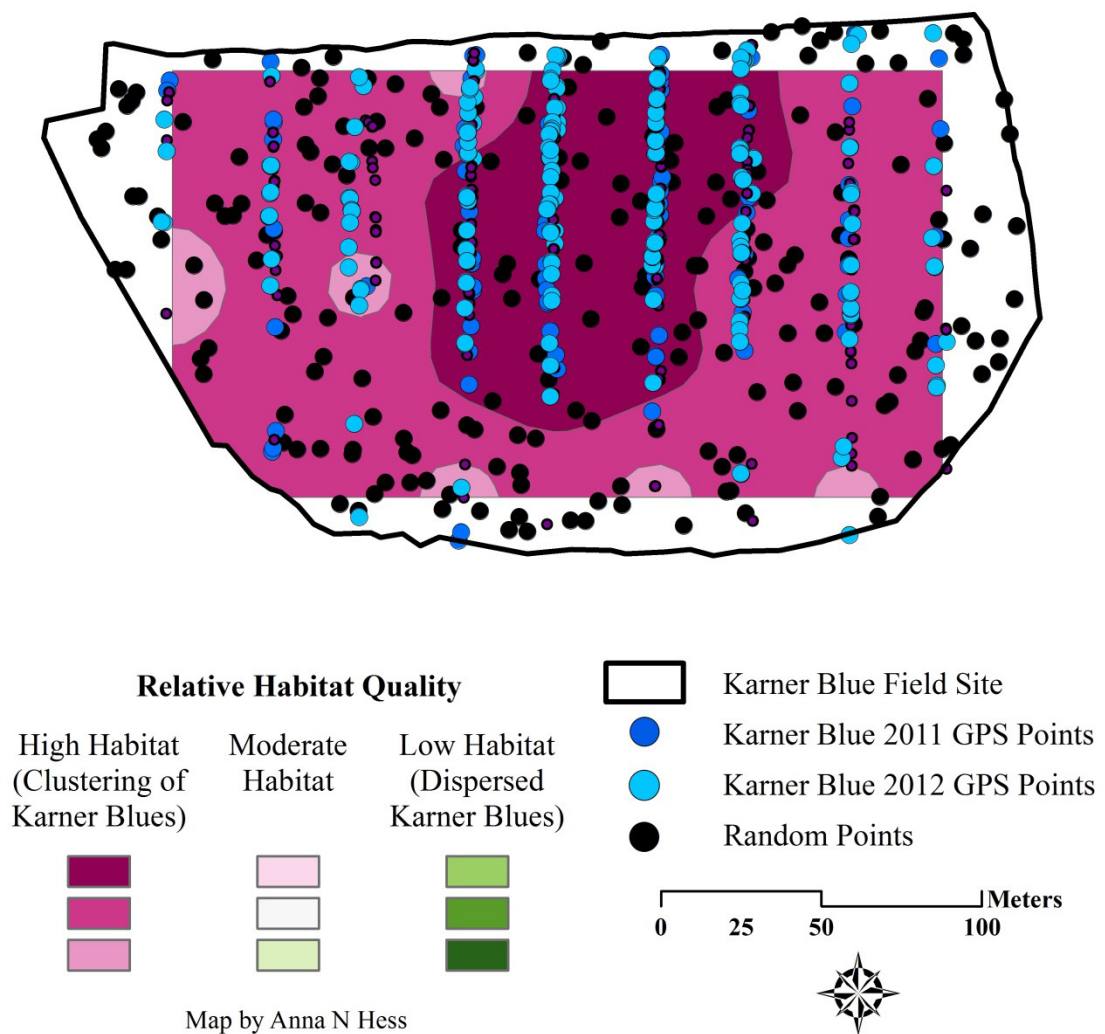 Relative Habitat Quality
High Habitat
(Clustering of
Karner Blues)
Moderate
Habitat
Low Habitat
(Dispersed
Karner Blues)
Karner Blue Field Site
Karner Blue 2011 GPS Points
Karner Blue 2012 GPS Points
Random Points
Meters
0 25 50 100
Map by Anna N Hess